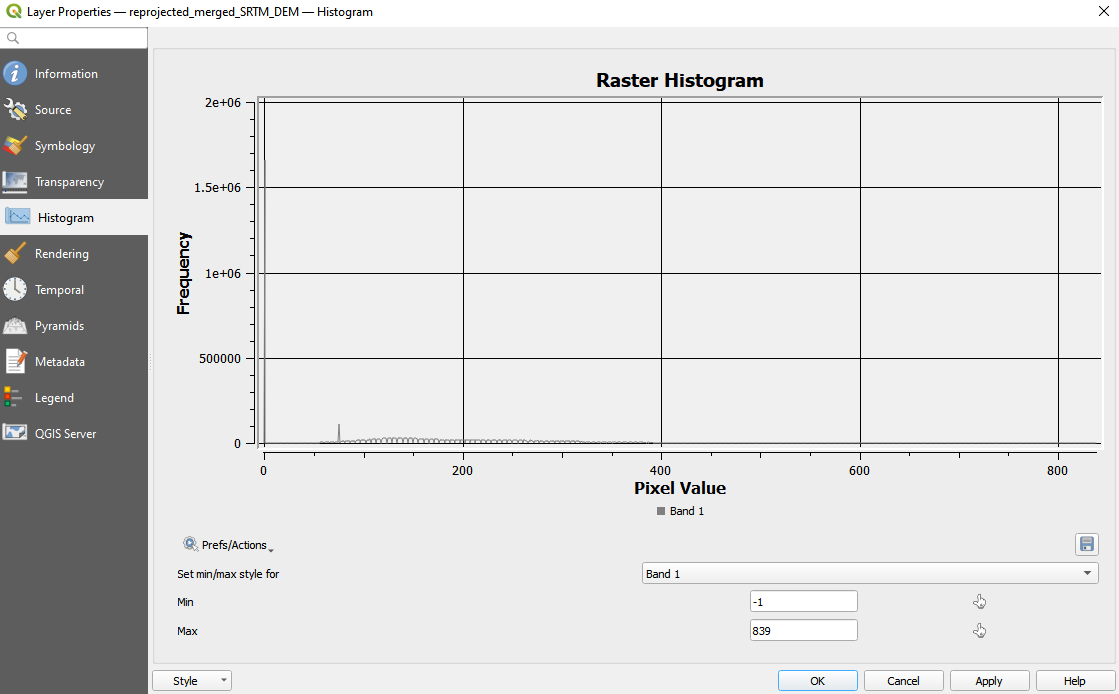 Layer Properties — reprojected_merged_SRTM_DEM — Histogram
Information
Source
Symbology
Transparency
Histogram
Rendering
Temporal
Pyramids
Metadata
Legend
QGIS Server
Raster Histogram
2e+06
1.5e+06
1e+06
500000
0
Frequency
0 200 400 600 800
Pixel Value
Band 1
Prefs/Actions
Set min/max style for Band 1
Min -1
Max 839
Style OK Cancel Apply Help